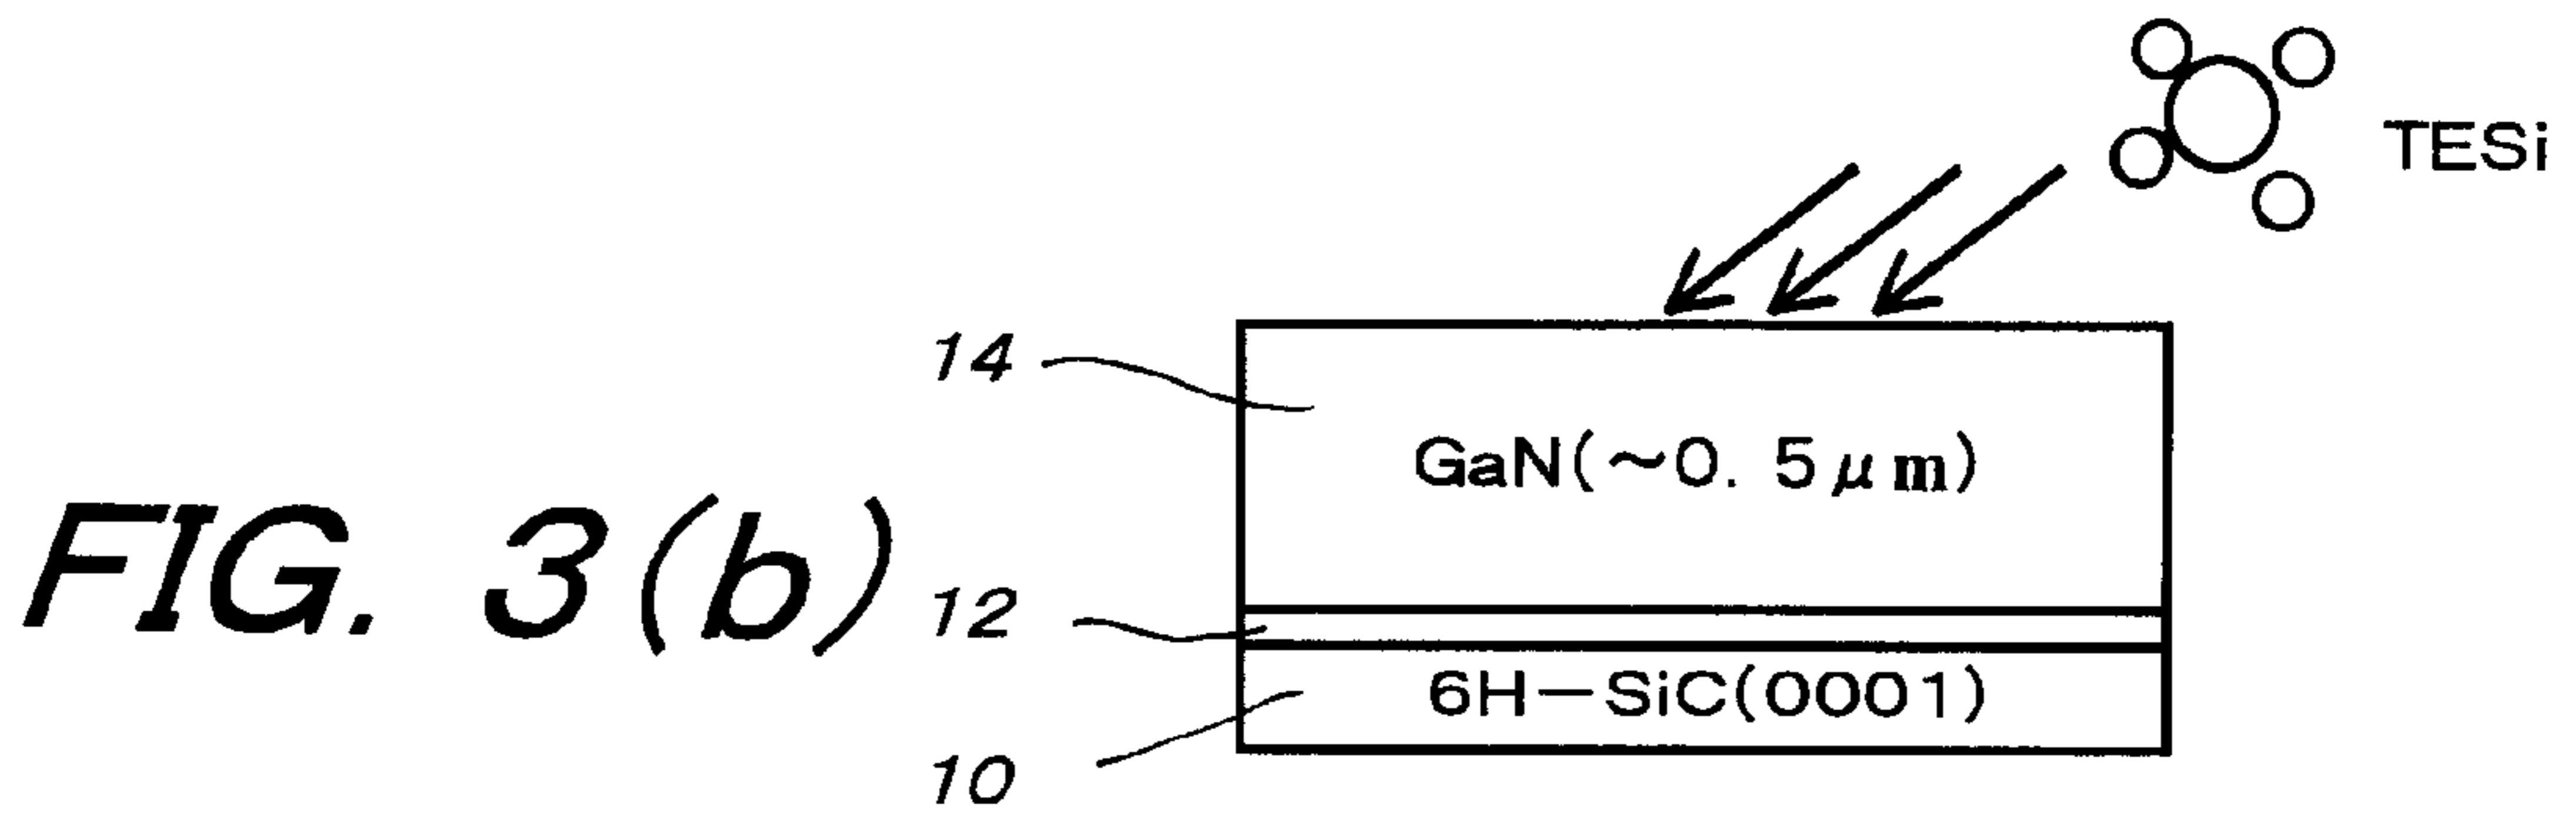 TESi
14
GaN(~0. 5μm)
FIG. 3(b)
12
6H-SiC(0001)
10